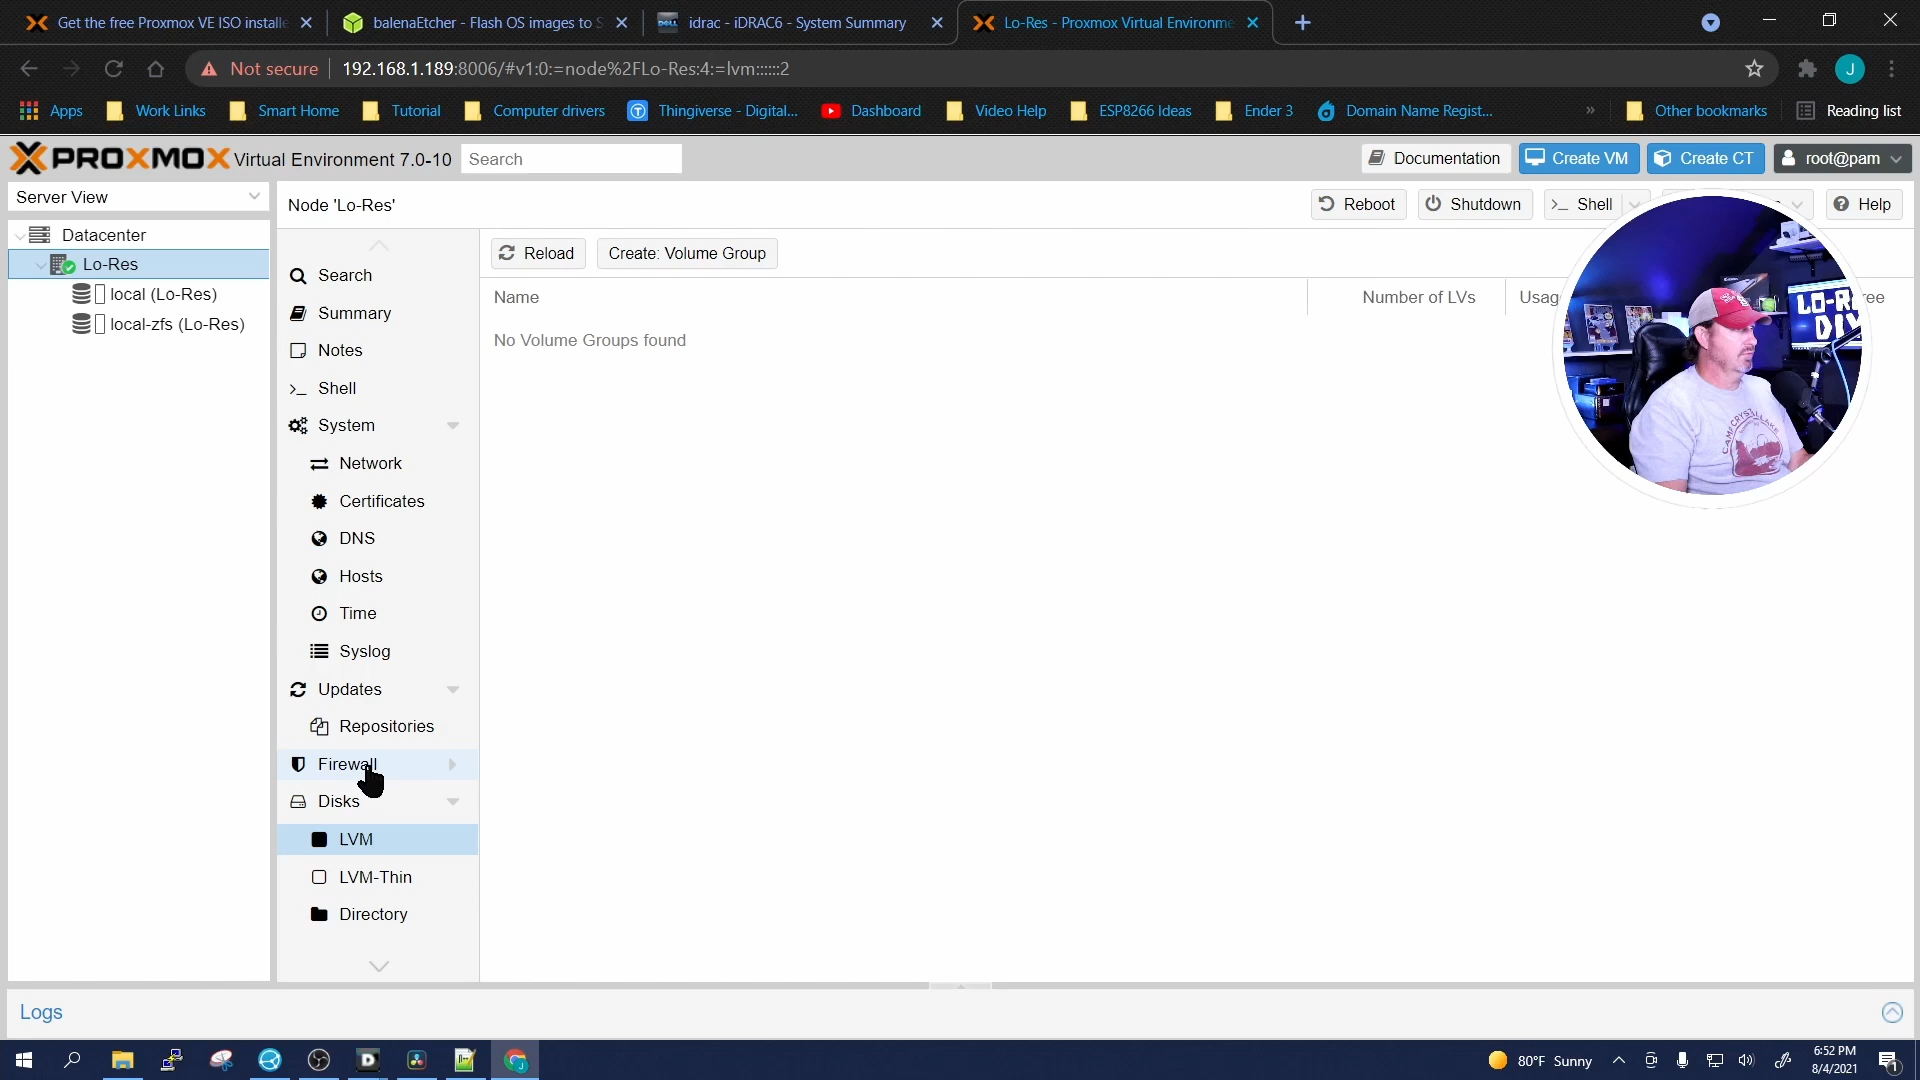 Get the free Proxmox VE ISO installe
balenaEtcher - Flash OS images to S
idrac - iDRAC6 - System Summary
Lo-Res - Proxmox Virtual Environme
Not secure
192.168.1.189:8006/#v1:0:=node%2FLo-Res:4:=lvm::::::2
J
Apps
Work Links
Smart Home
Tutorial
Computer drivers
Thingiverse - Digital...
Dashboard
Video Help
ESP8266 Ideas
Ender 3
Domain Name Regist...
»
Other bookmarks
Reading list
PROXMOX Virtual Environment 7.0-10
Search
Documentation
Create VM
Create CT
root@pam
Server View
Node 'Lo-Res'
Reboot
Shutdown
Shell
Help
Datacenter
Lo-Res
local (Lo-Res)
local-zfs (Lo-Res)
Search
Summary
Notes
Shell
System
Network
Certificates
DNS
Hosts
Time
Syslog
Updates
Repositories
Firewall
Disks
LVM
LVM-Thin
Directory
Reload
Create: Volume Group
Name
Number of LVs
No Volume Groups found
LO-R
DIY
CAMP CRYSTAL LAKE
Logs
80°F Sunny
6:52 PM
8/4/2021
1